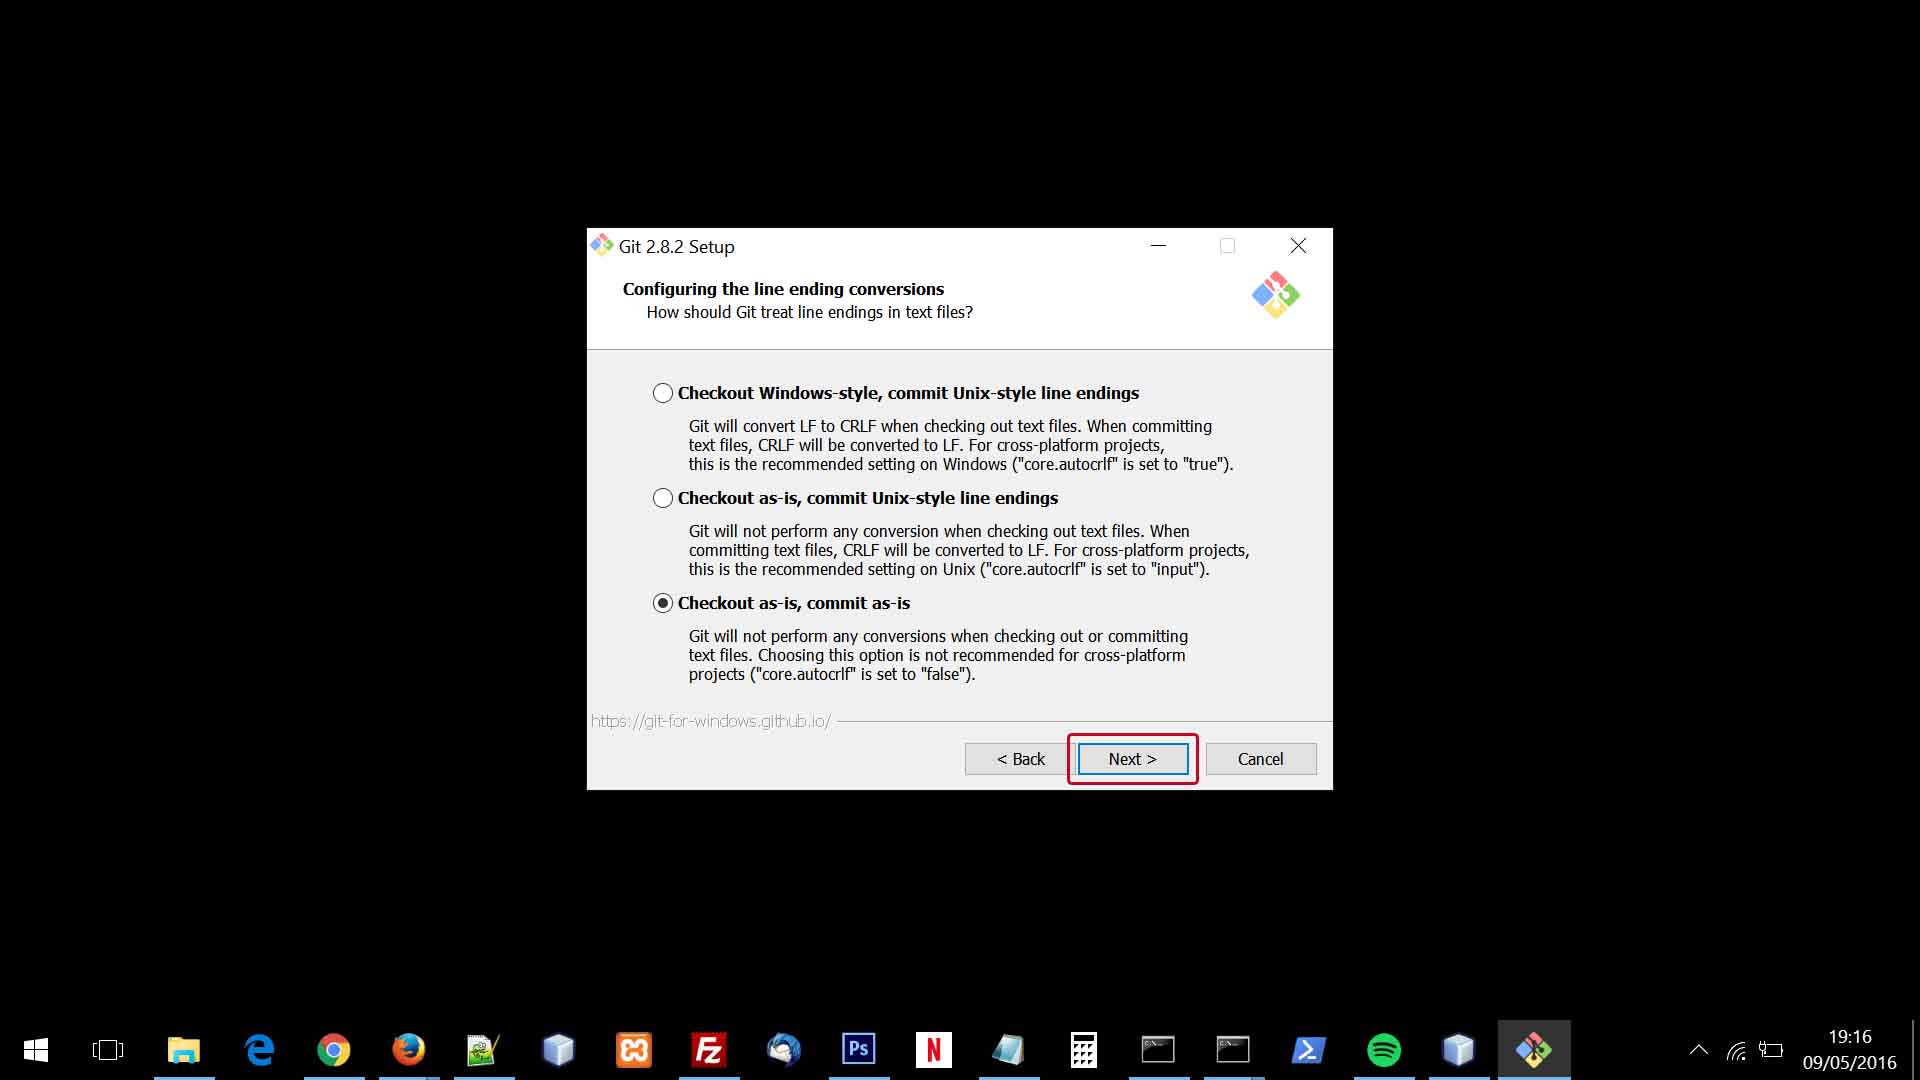 Git 2.8.2 Setup
Configuring the line ending conversions
How should Git treat line endings in text files?
Checkout Windows-style, commit Unix-style line endings
Git will convert LF to CRLF when checking out text files. When committing
text files, CRLF will be converted to LF. For cross-platform projects,
this is the recommended setting on Windows ("core.autocrlf" is set to "true").
Checkout as-is, commit Unix-style line endings
Git will not perform any conversion when checking out text files. When
committing text files, CRLF will be converted to LF. For cross-platform projects,
this is the recommended setting on Unix ("core.autocrlf" is set to "input").
Checkout as-is, commit as-is
Git will not perform any conversions when checking out or committing
text files. Choosing this option is not recommended for cross-platform
projects ("core.autocrlf" is set to "false").
https://git-for-windows.github.io/
< Back Next > Cancel
Fz Ps N
19:16
09/05/2016